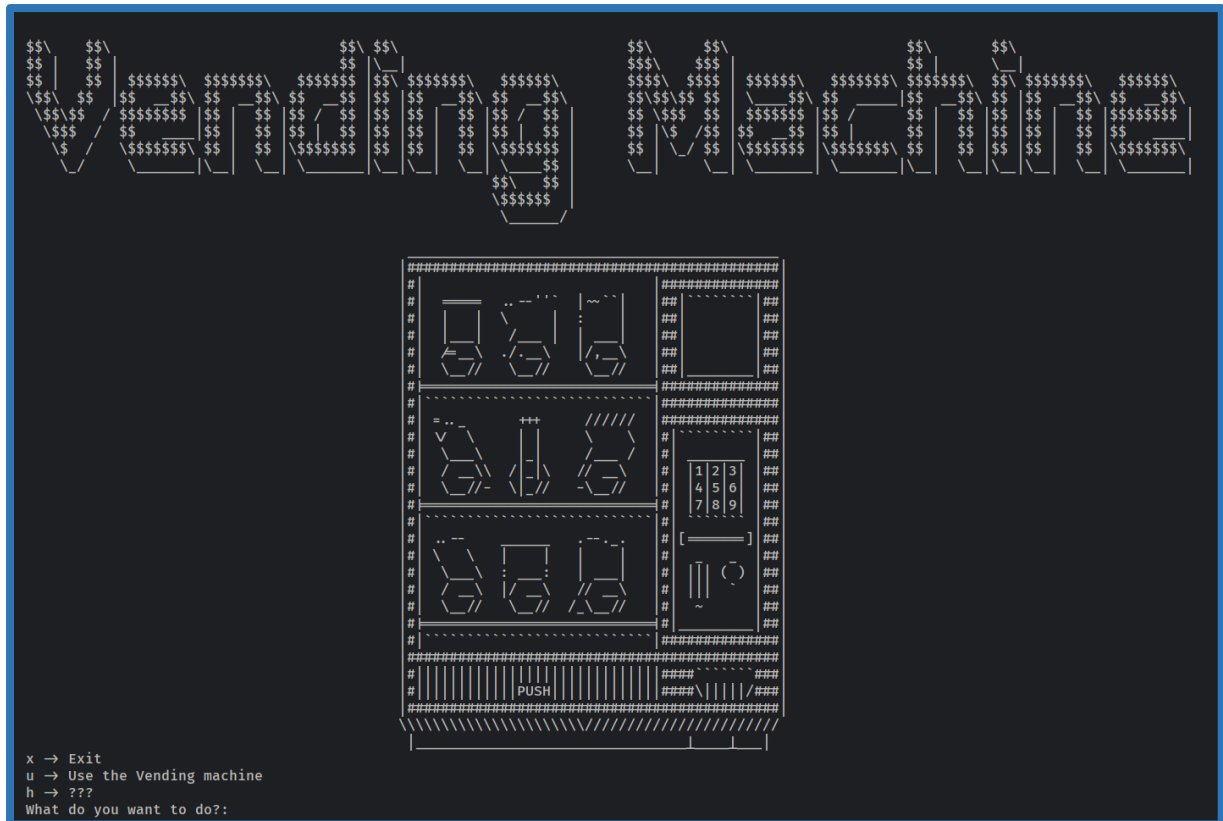 Vending Machine
1 2 3
4 5 6
7 8 9
PUSH
x → Exit
u → Use the Vending machine
h → ???
What do you want to do?: